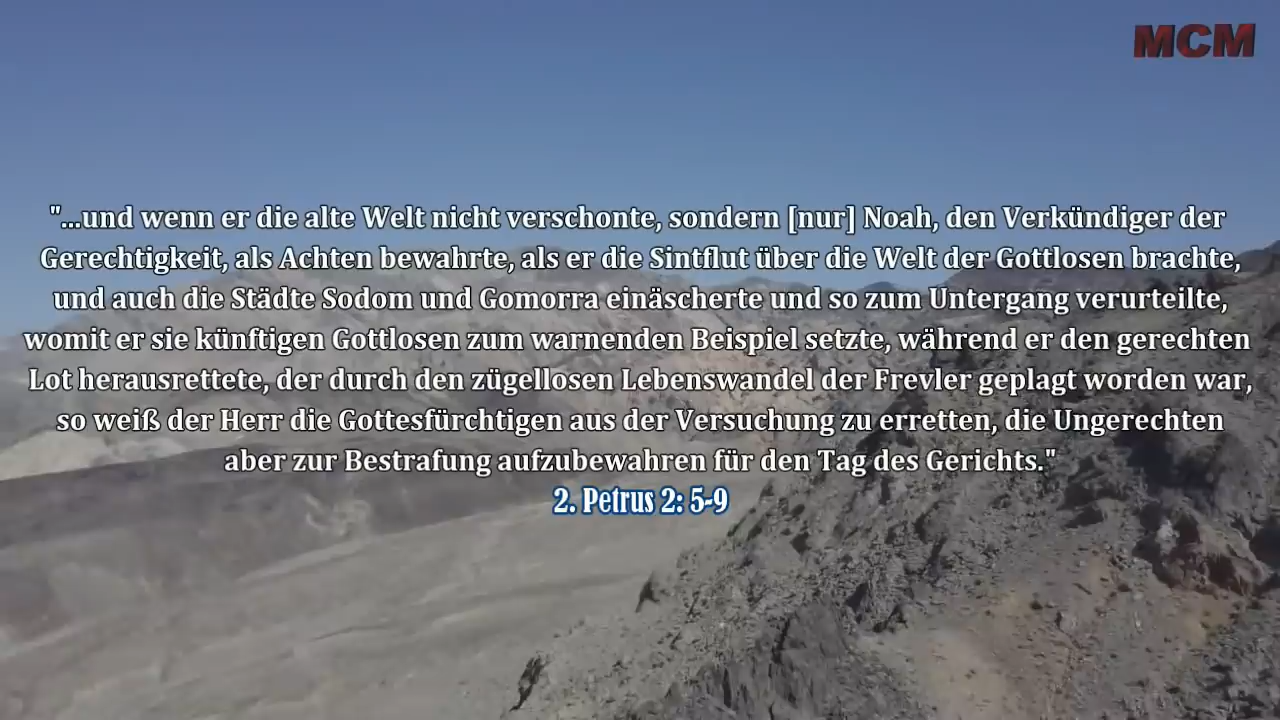 MCM
"...und wenn er die alte Welt nicht verschonte, sondern [nur] Noah, den Verkündiger der
Gerechtigkeit, als Achten bewahrte, als er die Sintflut über die Welt der Gottlosen brachte,
und auch die Städte Sodom und Gomorra einäscherte und so zum Untergang verurteilte,
womit er sie künftigen Gottlosen zum warnenden Beispiel setzte, während er den gerechten
Lot herausrettete, der durch den zügellosen Lebenswandel der Frevler geplagt worden war,
so weiß der Herr die Gottesfürchtigen aus der Versuchung zu erretten, die Ungerechten
aber zur Bestrafung aufzubewahren für den Tag des Gerichts."
2. Petrus 2: 5-9